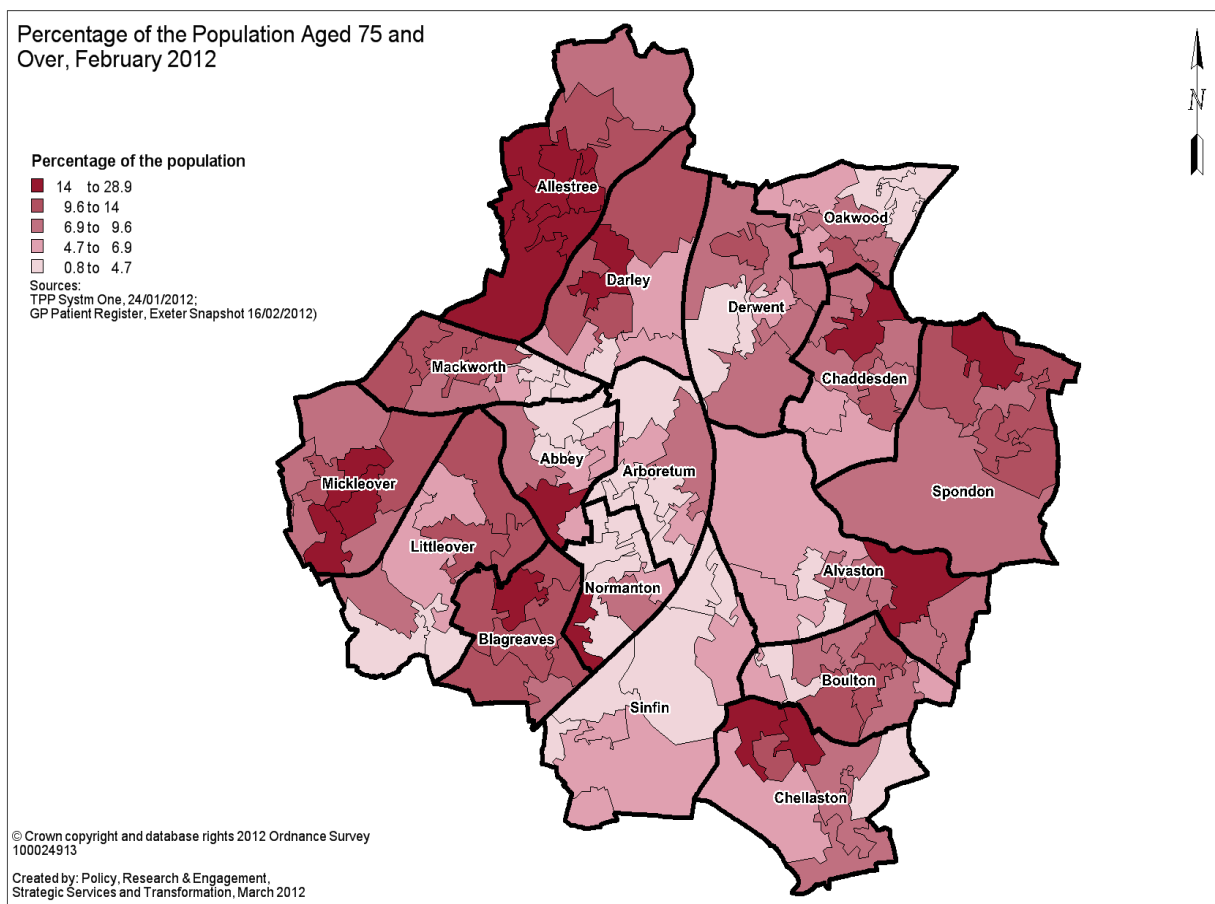 Percentage of the Population Aged 75 and
Over, February 2012
N
Percentage of the population
14 to 28.9
9.6 to 14
6.9 to 9.6
4.7 to 6.9
0.8 to 4.7
Sources:
TPP Systm One, 24/01/2012;
GP Patient Register, Exeter Snapshot 16/02/2012)
Allestree
Oakwood
Darley
Derwent
Mackworth
Chaddesden
Abbey
Arboretum
Mickleover
Spondon
Littleover
Alvaston
Normanton
Blagreaves
Boulton
Sinfin
Chellaston
© Crown copyright and database rights 2012 Ordnance Survey
100024913
Created by: Policy, Research & Engagement,
Strategic Services and Transformation, March 2012